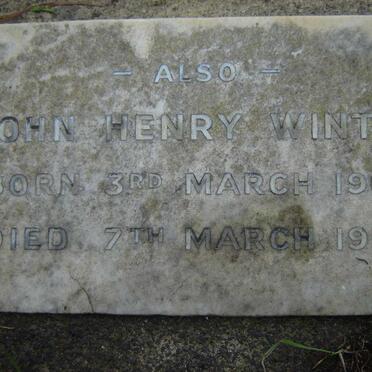 — ALSO —
OHN HENRY WINT
BORN 3RD MARCH 19
DIED 7TH MARCH 19